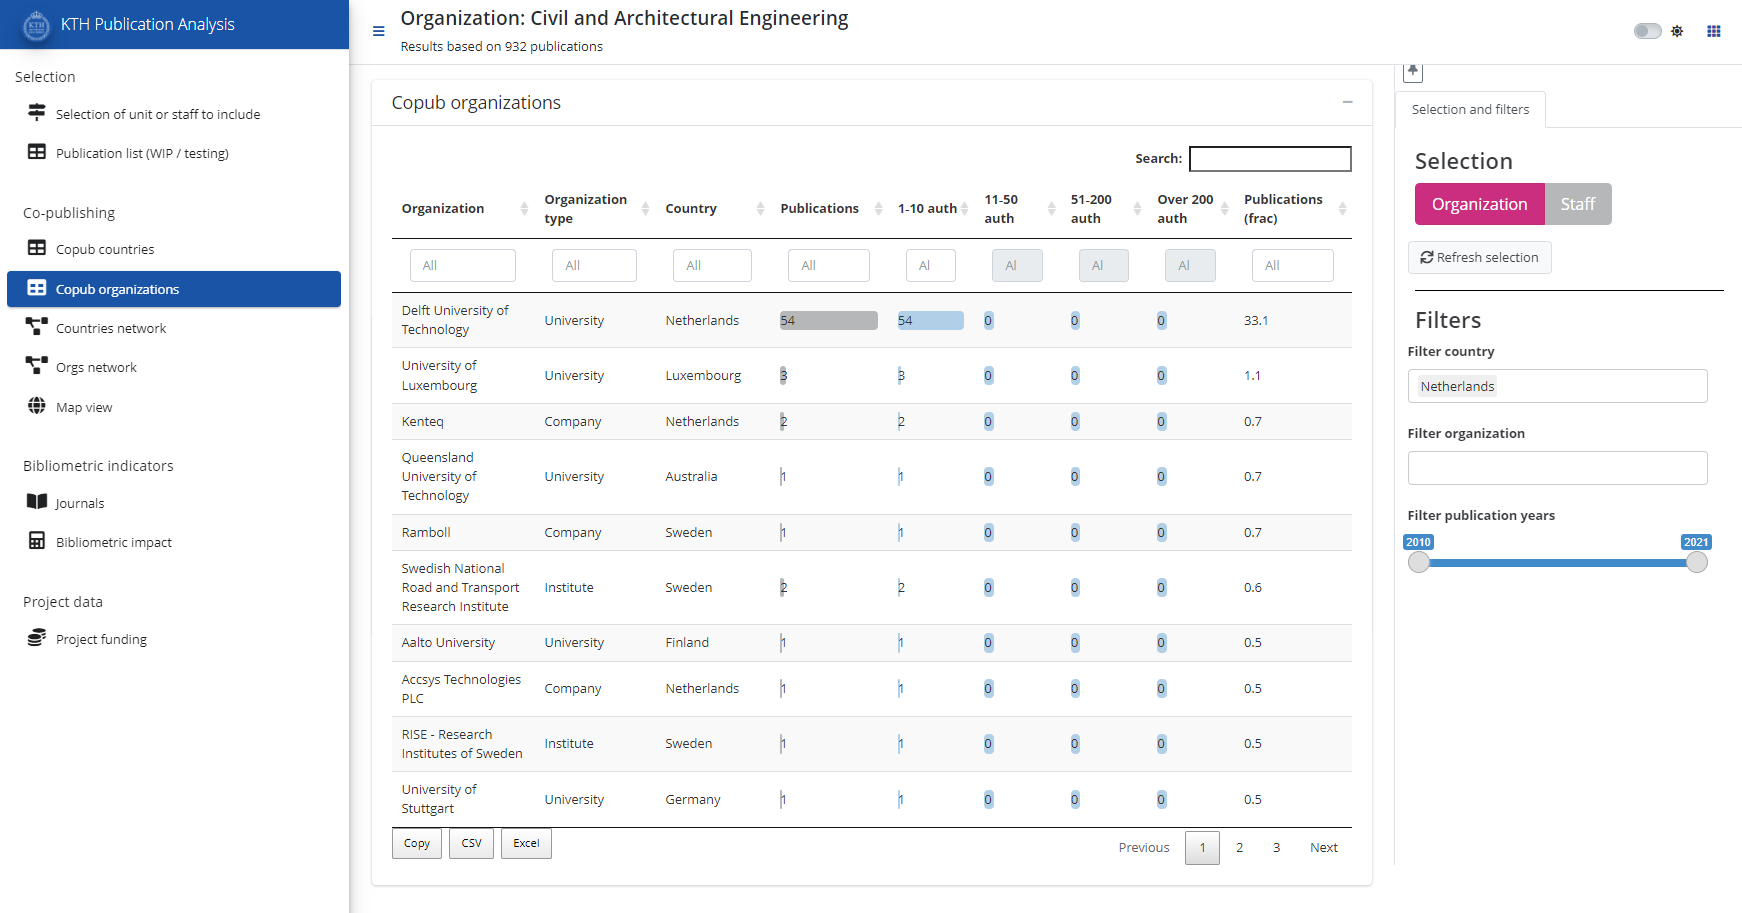 KTH Publication Analysis
Selection
Selection of unit or staff to include
Publication list (WIP / testing)
Co-publishing
Copub countries
Copub organizations
Countries network
Orgs network
Map view
Bibliometric indicators
Journals
Bibliometric impact
Project data
Project funding
Organization: Civil and Architectural Engineering
Results based on 932 publications
Copub organizations
Search:
Organization Organization type Country Publications 1-10 auth 11-50 auth 51-200 auth Over 200 auth Publications (frac)
All All All All Al Al Al Al All
Delft University of Technology University Netherlands 54 54 0 0 0 33.1
University of Luxembourg University Luxembourg 3 3 0 0 0 1.1
Kenteq Company Netherlands 2 2 0 0 0 0.7
Queensland University of Technology University Australia 1 1 0 0 0 0.7
Ramboll Company Sweden 1 1 0 0 0 0.7
Swedish National Road and Transport Research Institute Institute Sweden 2 2 0 0 0 0.6
Aalto University University Finland 1 1 0 0 0 0.5
Accsys Technologies PLC Company Netherlands 1 1 0 0 0 0.5
RISE - Research Institutes of Sweden Institute Sweden 1 1 0 0 0 0.5
University of Stuttgart University Germany 1 1 0 0 0 0.5
Copy CSV Excel
Previous 1 2 3 Next
Selection and filters
Selection
Organization Staff
Refresh selection
Filters
Filter country
Netherlands
Filter organization
Filter publication years
2010 2021